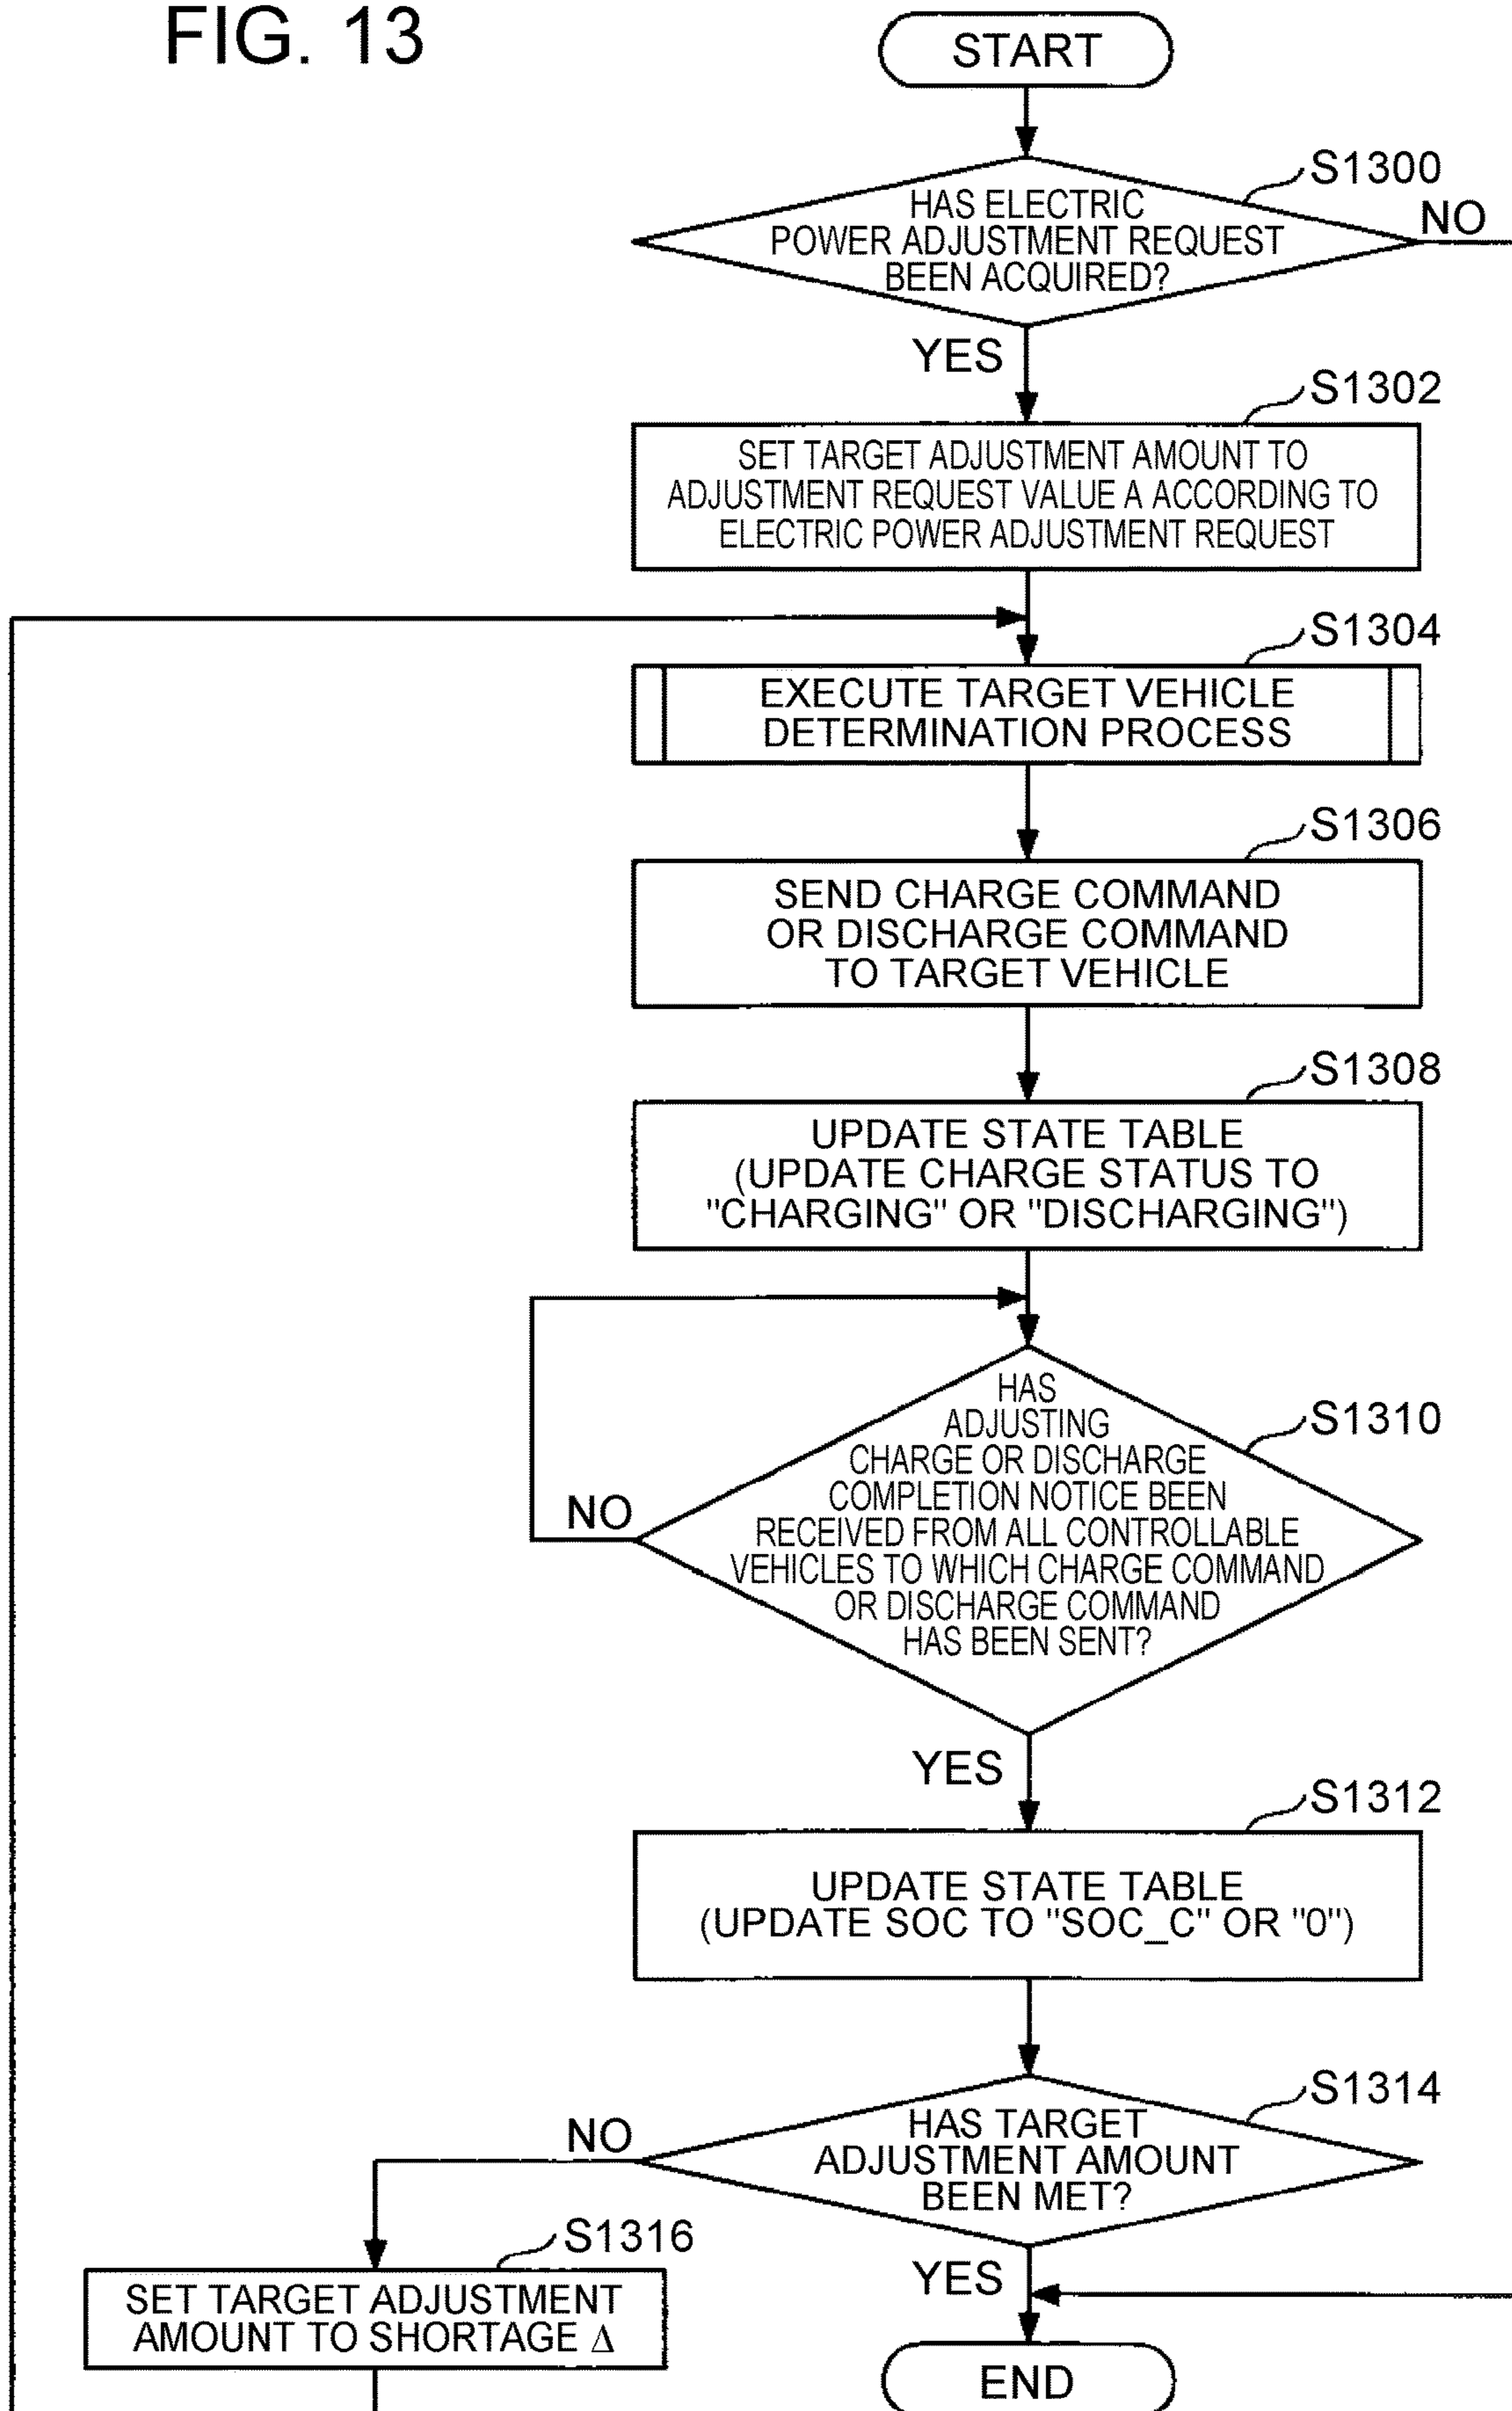 FIG. 13
START
S1300
HAS ELECTRIC
POWER ADJUSTMENT REQUEST
BEEN ACQUIRED?
NO
YES
S1302
SET TARGET ADJUSTMENT AMOUNT TO
ADJUSTMENT REQUEST VALUE A ACCORDING TO
ELECTRIC POWER ADJUSTMENT REQUEST
S1304
EXECUTE TARGET VEHICLE
DETERMINATION PROCESS
S1306
SEND CHARGE COMMAND
OR DISCHARGE COMMAND
TO TARGET VEHICLE
S1308
UPDATE STATE TABLE
(UPDATE CHARGE STATUS TO
"CHARGING" OR "DISCHARGING")
S1310
HAS
ADJUSTING
CHARGE OR DISCHARGE
COMPLETION NOTICE BEEN
RECEIVED FROM ALL CONTROLLABLE
VEHICLES TO WHICH CHARGE COMMAND
OR DISCHARGE COMMAND
HAS BEEN SENT?
NO
YES
S1312
UPDATE STATE TABLE
(UPDATE SOC TO "SOC_C" OR "0")
S1314
HAS TARGET
ADJUSTMENT AMOUNT
BEEN MET?
NO
YES
S1316
SET TARGET ADJUSTMENT
AMOUNT TO SHORTAGE Δ
END